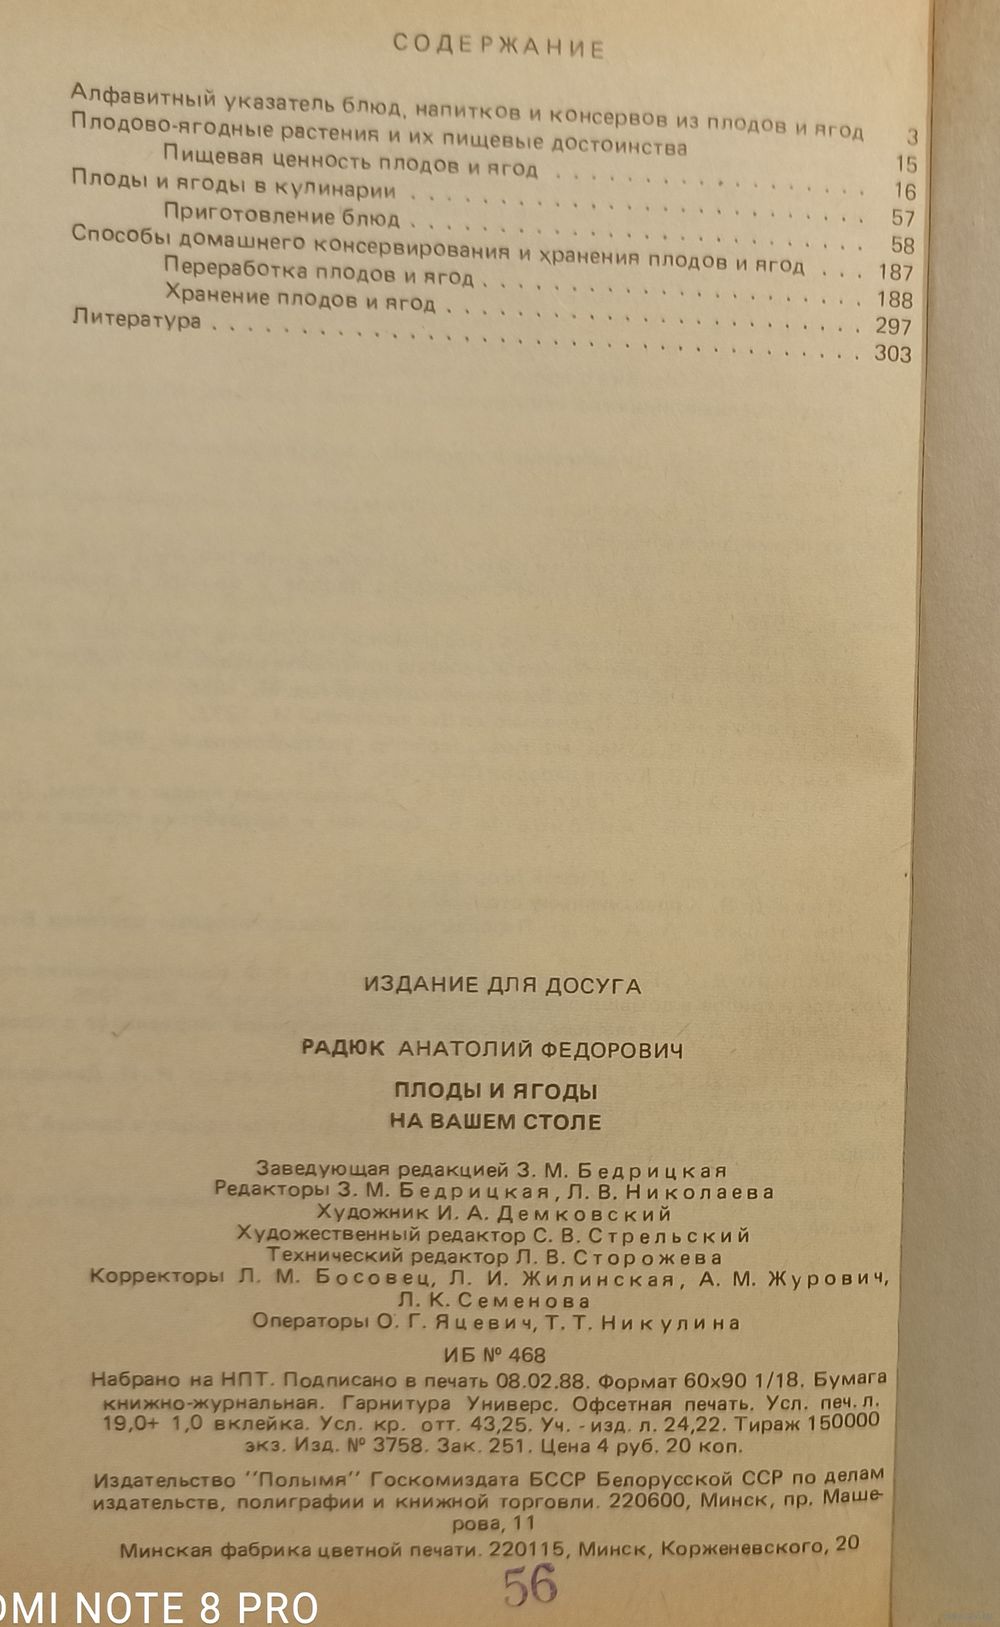 СОДЕРЖАНИЕ
Алфавитный указатель блюд, напитков и консервов из плодов и ягод 3
Плодово-ягодные растения и их пищевые достоинства 15
Пищевая ценность плодов и ягод . . . . . . . . . . . . . . . . . 16
Плоды и ягоды в кулинарии . . . . . . . . . . . . . . . . . . . . . . . . . 57
Приготовление блюд . . . . . . . . . . . . . . . . . . . . . . . . . 58
Способы домашнего консервирования и хранения плодов и ягод . . . 187
Переработка плодов и ягод . . . . . . . . . . . . . . . . . . . . . 188
Хранение плодов и ягод . . . . . . . . . . . . . . . . . . . . . . . 297
Литература . . . . . . . . . . . . . . . . . . . . . . . . . . . . . . . . . . . . 303
ИЗДАНИЕ ДЛЯ ДОСУГА
РАДЮК АНАТОЛИЙ ФЕДОРОВИЧ
ПЛОДЫ И ЯГОДЫ
НА ВАШЕМ СТОЛЕ
Заведующая редакцией З. М. Бедрицкая
Редакторы З. М. Бедрицкая, Л. В. Николаева
Художник И. А. Демковский
Художественный редактор С. В. Стрельский
Технический редактор Л. В. Сторожева
Корректоры Л. М. Босовец, Л. И. Жилинская, А. М. Журович,
Л. К. Семенова
Операторы О. Г. Яцевич, Т. Т. Никулина
ИБ № 468
Набрано на НПТ. Подписано в печать 08.02.88. Формат 60x90 1/18. Бумага
книжно-журнальная. Гарнитура Универс. Офсетная печать. Усл. печ. л.
19,0+ 1,0 вклейка. Усл. кр. отт. 43,25. Уч. - изд. л. 24,22. Тираж 150000
экз. Изд. № 3758. Зак. 251. Цена 4 руб. 20 коп.
Издательство "Полымя" Госкомиздата БССР Белорусской ССР по делам
издательств, полиграфии и книжной торговли. 220600, Минск, пр. Маше-
рова, 11
Минская фабрика цветной печати. 220115, Минск, Корженевского, 20
56
OMI NOTE 8 PRO